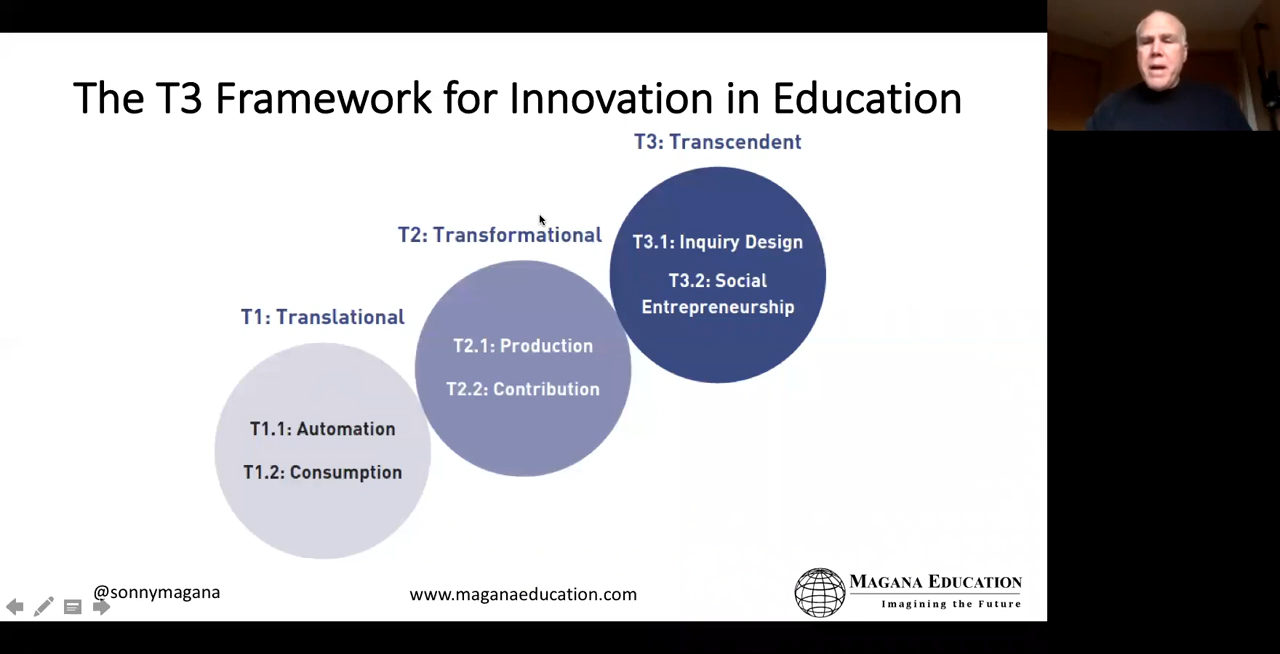 The T3 Framework for Innovation in Education
T3: Transcendent
T3.1: Inquiry Design
T3.2: Social
Entrepreneurship
T2: Transformational
T2.1: Production
T2.2: Contribution
T1: Translational
T1.1: Automation
T1.2: Consumption
@sonnymagana
www.maganaeducation.com
MAGANA EDUCATION
Imagining the Future